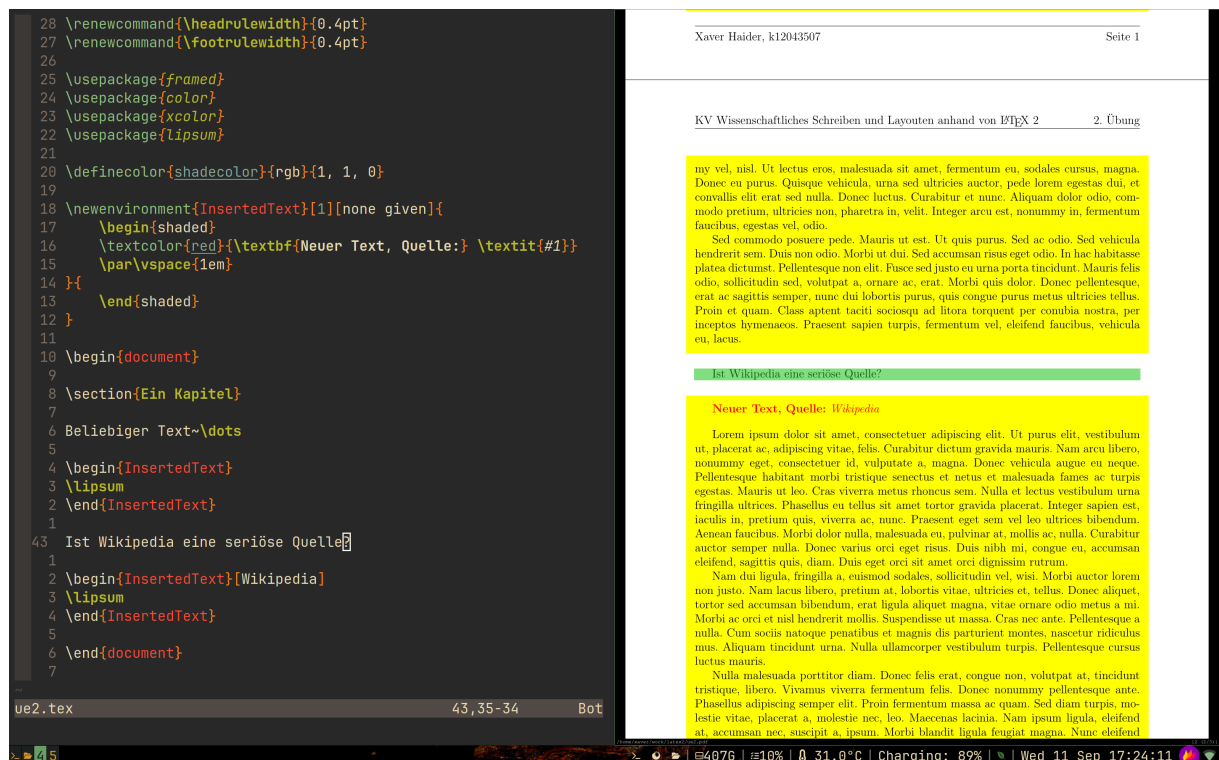 28 \renewcommand{\headrulewidth}{0.4pt}
27 \renewcommand{\footrulewidth}{0.4pt}
26
25 \usepackage{framed}
24 \usepackage{color}
23 \usepackage{xcolor}
22 \usepackage{lipsum}
21
20 \definecolor{shadecolor}{rgb}{1, 1, 0}
19
18 \newenvironment{InsertedText}[1][none given]{
17     \begin{shaded}
16     \textcolor{red}{\textbf{Neuer Text, Quelle:} \textit{#1}}
15     \par\vspace{1em}
14 }{
13     \end{shaded}
12 }
11
10 \begin{document}
9
8 \section{Ein Kapitel}
7
6 Beliebiger Text~\dots
5
4 \begin{InsertedText}
3 \lipsum
2 \end{InsertedText}
1
43 Ist Wikipedia eine seriöse Quelle?
1
2 \begin{InsertedText}[Wikipedia]
3 \lipsum
4 \end{InsertedText}
5
6 \end{document}
7
~
ue2.tex 43,35-34 Bot
Xaver Haider, k12043507 Seite 1
KV Wissenschaftliches Schreiben und Layouten anhand von LATEX 2 2. Übung
my vel, nisl. Ut lectus eros, malesuada sit amet, fermentum eu, sodales cursus, magna.
Donec eu purus. Quisque vehicula, urna sed ultricies auctor, pede lorem egestas dui, et
convallis elit erat sed nulla. Donec luctus. Curabitur et nunc. Aliquam dolor odio, com-
modo pretium, ultricies non, pharetra in, velit. Integer arcu est, nonummy in, fermentum
faucibus, egestas vel, odio.
Sed commodo posuere pede. Mauris ut est. Ut quis purus. Sed ac odio. Sed vehicula
hendrerit sem. Duis non odio. Morbi ut dui. Sed accumsan risus eget odio. In hac habitasse
platea dictumst. Pellentesque non elit. Fusce sed justo eu urna porta tincidunt. Mauris felis
odio, sollicitudin sed, volutpat a, ornare ac, erat. Morbi quis dolor. Donec pellentesque,
erat ac sagittis semper, nunc dui lobortis purus, quis congue purus metus ultricies tellus.
Proin et quam. Class aptent taciti sociosqu ad litora torquent per conubia nostra, per
inceptos hymenaeos. Praesent sapien turpis, fermentum vel, eleifend faucibus, vehicula
eu, lacus.
Ist Wikipedia eine seriöse Quelle?
Neuer Text, Quelle: Wikipedia
Lorem ipsum dolor sit amet, consectetuer adipiscing elit. Ut purus elit, vestibulum
ut, placerat ac, adipiscing vitae, felis. Curabitur dictum gravida mauris. Nam arcu libero,
nonummy eget, consectetuer id, vulputate a, magna. Donec vehicula augue eu neque.
Pellentesque habitant morbi tristique senectus et netus et malesuada fames ac turpis
egestas. Mauris ut leo. Cras viverra metus rhoncus sem. Nulla et lectus vestibulum urna
fringilla ultrices. Phasellus eu tellus sit amet tortor gravida placerat. Integer sapien est,
iaculis in, pretium quis, viverra ac, nunc. Praesent eget sem vel leo ultrices bibendum.
Aenean faucibus. Morbi dolor nulla, malesuada eu, pulvinar at, mollis ac, nulla. Curabitur
auctor semper nulla. Donec varius orci eget risus. Duis nibh mi, congue eu, accumsan
eleifend, sagittis quis, diam. Duis eget orci sit amet orci dignissim rutrum.
Nam dui ligula, fringilla a, euismod sodales, sollicitudin vel, wisi. Morbi auctor lorem
non justo. Nam lacus libero, pretium at, lobortis vitae, ultricies et, tellus. Donec aliquet,
tortor sed accumsan bibendum, erat ligula aliquet magna, vitae ornare odio metus a mi.
Morbi ac orci et nisl hendrerit mollis. Suspendisse ut massa. Cras nec ante. Pellentesque a
nulla. Cum sociis natoque penatibus et magnis dis parturient montes, nascetur ridiculus
mus. Aliquam tincidunt urna. Nulla ullamcorper vestibulum turpis. Pellentesque cursus
luctus mauris.
Nulla malesuada porttitor diam. Donec felis erat, congue non, volutpat at, tincidunt
tristique, libero. Vivamus viverra fermentum felis. Donec nonummy pellentesque ante.
Phasellus adipiscing semper elit. Proin fermentum massa ac quam. Sed diam turpis, mo-
lestie vitae, placerat a, molestie nec, leo. Maecenas lacinia. Nam ipsum ligula, eleifend
at, accumsan nec, suscipit a, ipsum. Morbi blandit ligula feugiat magna. Nunc eleifend
4 5 407G | 10% | 31.0°C | Charging: 89% | Wed 11 Sep 17:24:11